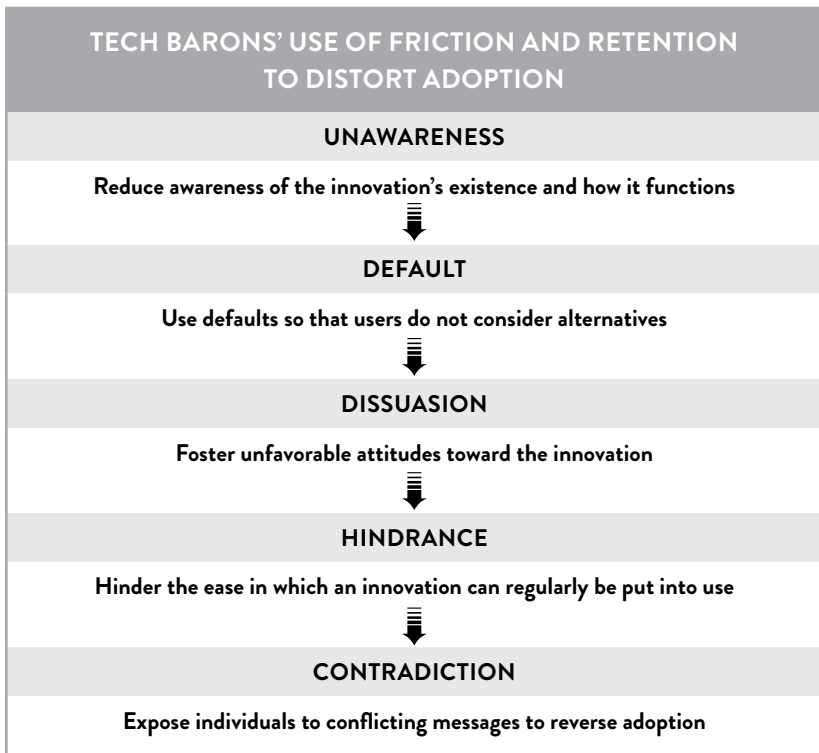 TECH BARONS’ USE OF FRICTION AND RETENTION
TO DISTORT ADOPTION
UNAWARENESS
Reduce awareness of the innovation’s existence and how it functions
DEFAULT
Use defaults so that users do not consider alternatives
DISSUASION
Foster unfavorable attitudes toward the innovation
HINDRANCE
Hinder the ease in which an innovation can regularly be put into use
CONTRADICTION
Expose individuals to conflicting messages to reverse adoption